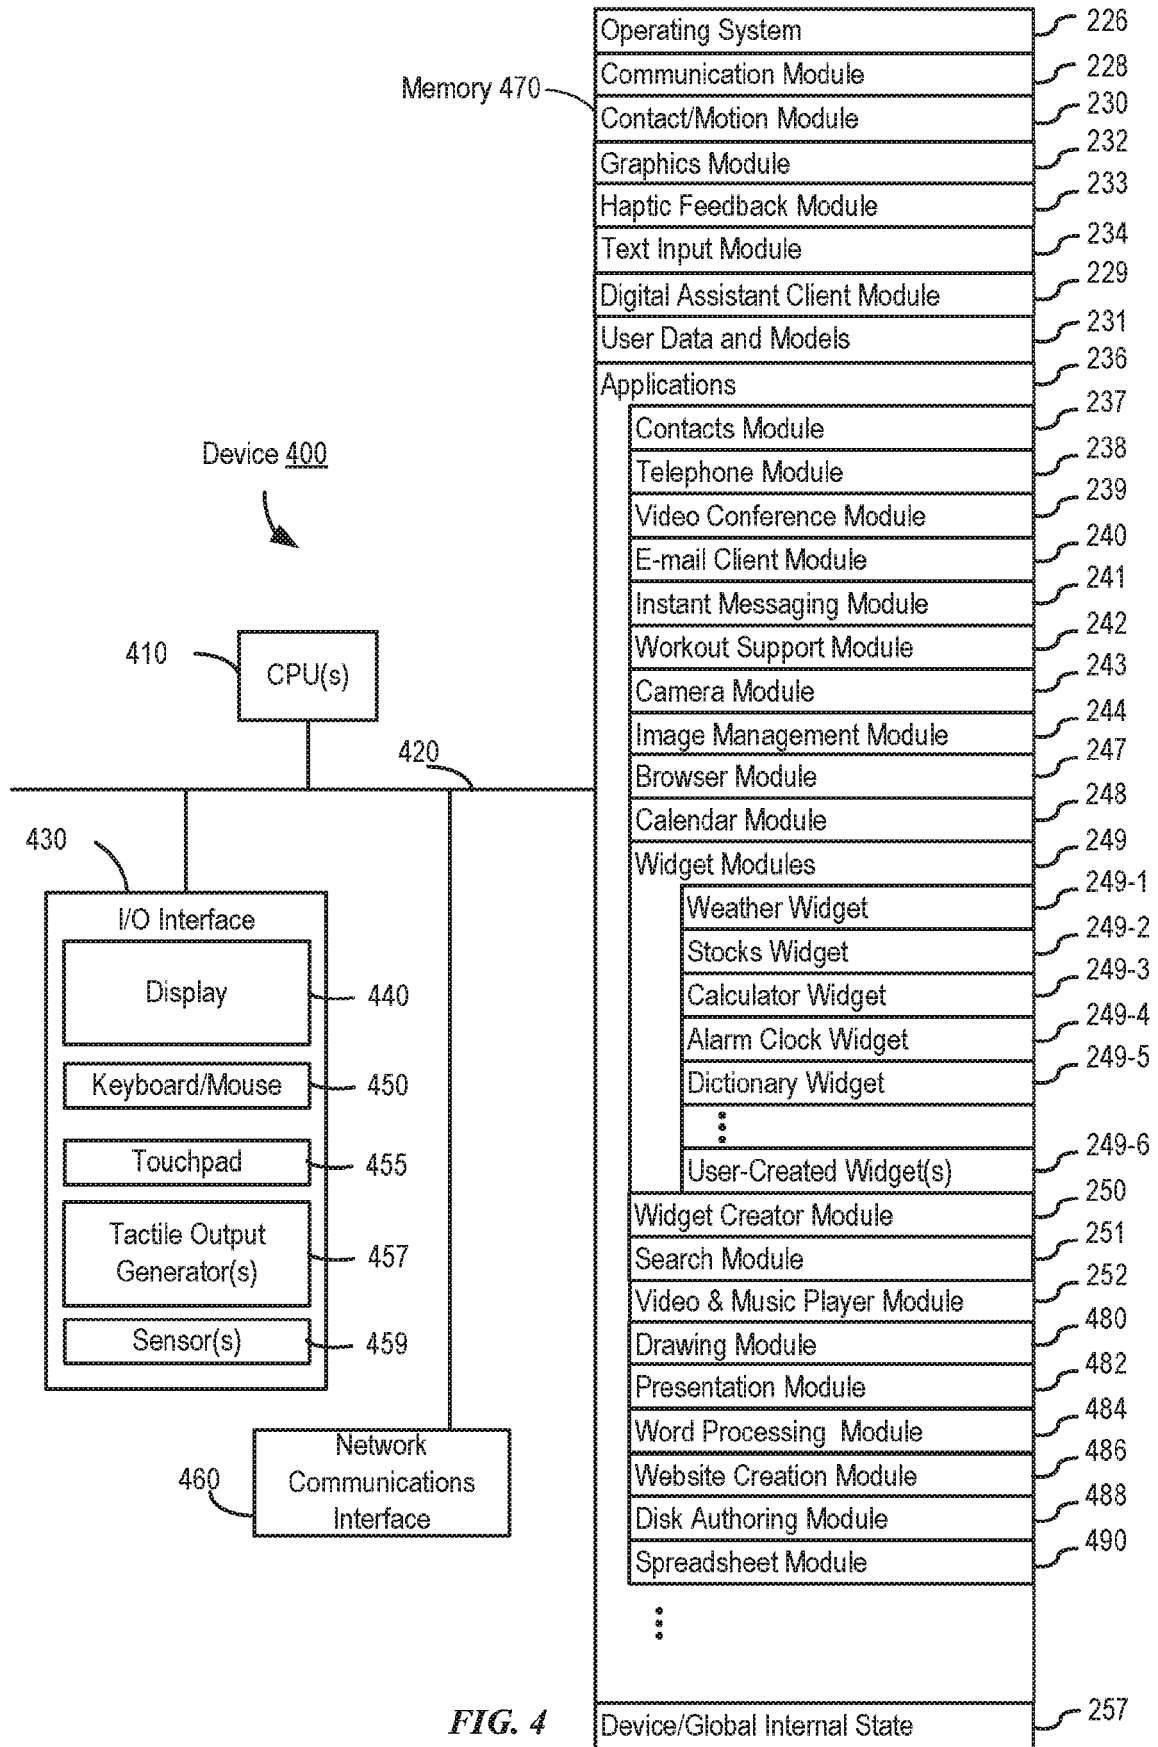 Operating System 226
Communication Module 228
Memory 470
Contact/Motion Module 230
Graphics Module 232
Haptic Feedback Module 233
Text Input Module 234
Digital Assistant Client Module 229
User Data and Models 231
Applications 236
Contacts Module 237
Device 400
Telephone Module 238
Video Conference Module 239
E-mail Client Module 240
Instant Messaging Module 241
Workout Support Module 242
410
CPU(s)
Camera Module 243
Image Management Module 244
420
Browser Module 247
Calendar Module 248
Widget Modules 249
Weather Widget 249-1
Stocks Widget 249-2
Calculator Widget 249-3
Alarm Clock Widget 249-4
Dictionary Widget 249-5
User-Created Widget(s) 249-6
Widget Creator Module 250
Search Module 251
Video & Music Player Module 252
Drawing Module 480
Presentation Module 482
Word Processing Module 484
Website Creation Module 486
Disk Authoring Module 488
Spreadsheet Module 490
Device/Global Internal State 257
430
I/O Interface
Display 440
Keyboard/Mouse 450
Touchpad 455
Tactile Output
Generator(s) 457
Sensor(s) 459
460
Network
Communications
Interface
FIG. 4